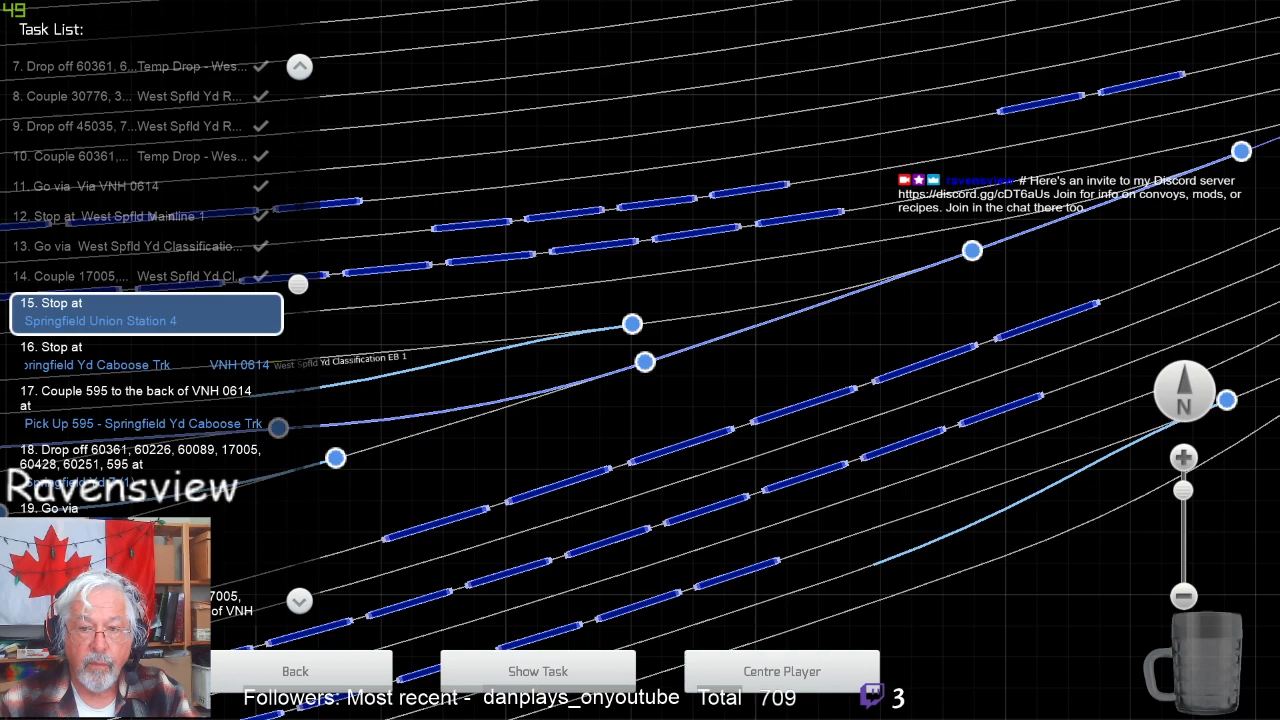 49
Task List:
7. Drop off 60361, 6...Temp Drop - Wes...
8. Couple 30776, 3... West Spfld Yd R...
9. Drop off 45035, 7...West Spfld Yd R...
10. Couple 60361,... Temp Drop - Wes...
11. Go via Via VNH 0614
12. Stop at West Spfld Mainline 1
13. Go via West Spfld Yd Classificatio...
14. Couple 17005,... West Spfld Yd Cl...
15. Stop at
Springfield Union Station 4
16. Stop at
ringfield Yd Caboose Trk VNH 0614
17. Couple 595 to the back of VNH 0614
at
Pick Up 595 - Springfield Yd Caboose Trk
18. Drop off 60361, 60226, 60089, 17005,
60428, 60251, 595 at
Springfield Yd 7 (1)
19. Go via
7005,
of VNH
West Spfld Yd Classification EB 1
ravensview # Here's an invite to my Discord server
https://discord.gg/cDT6aUs Join for info on convoys, mods, or
recipes. Join in the chat there too.
N
Ravensview
Back
Show Task
Centre Player
Followers: Most recent - danplays_onyoutube Total 709
3